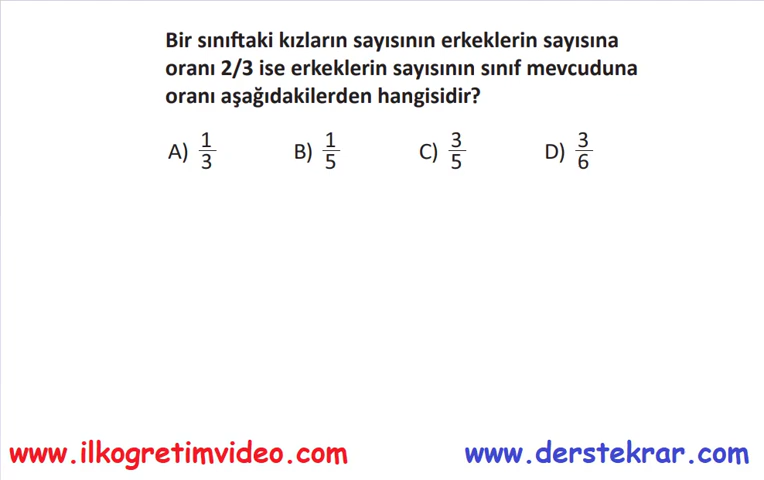 Bir sınıftaki kızların sayısının erkeklerin sayısına
oranı 2/3 ise erkeklerin sayısının sınıf mevcuduna
oranı aşağıdakilerden hangisidir?
A) 1/3 B) 1/5 C) 3/5 D) 3/6
www.ilkogretimvideo.com www.derstekrar.com